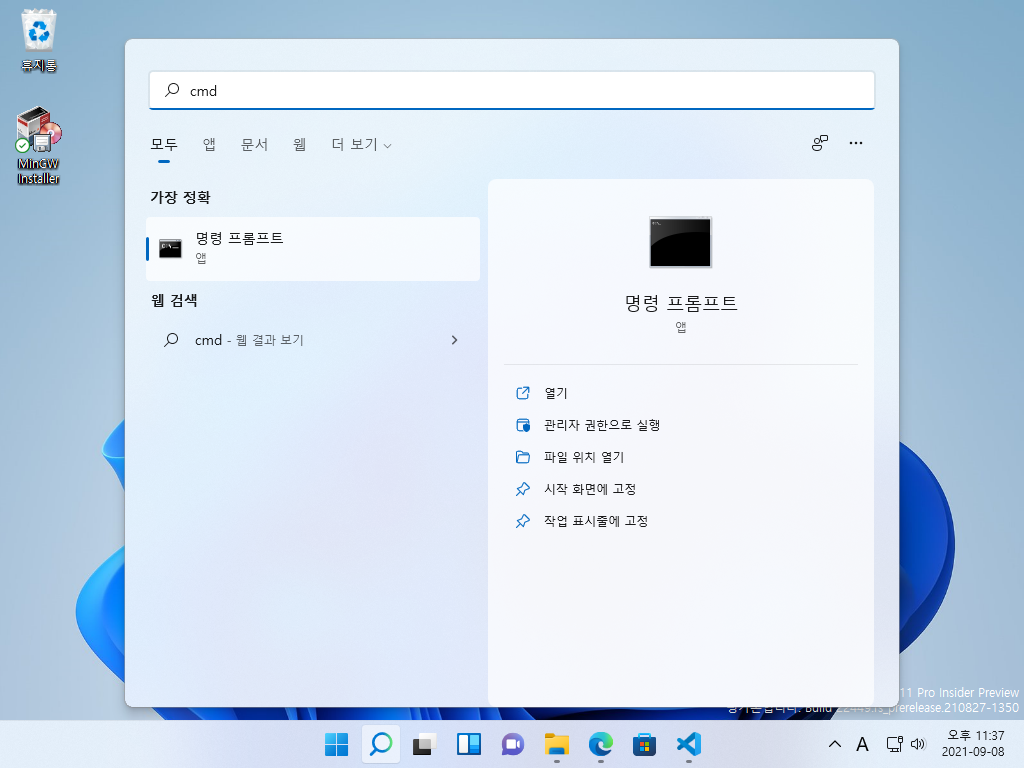 휴지통
MinGW
Installer
cmd
모두
앱
문서
웹
더 보기
가장 정확
명령 프롬프트
앱
웹 검색
cmd - 웹 결과 보기
명령 프롬프트
앱
열기
관리자 권한으로 실행
파일 위치 열기
시작 화면에 고정
작업 표시줄에 고정
11 Pro Insider Preview
Build 22449.rs_prerelease.210827-1350
A
오후 11:37
2021-09-08